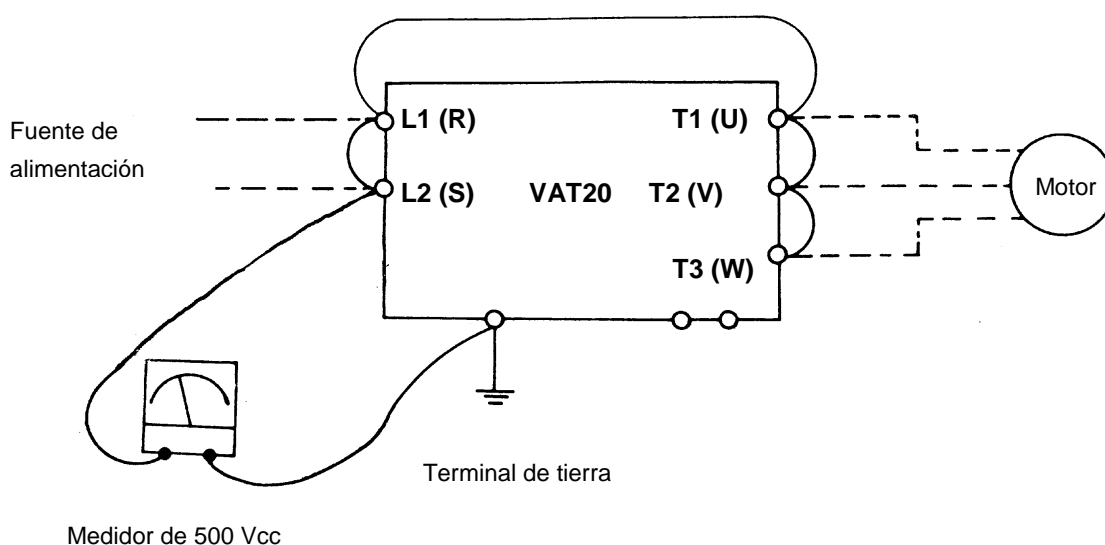 Fuente de
alimentación
L1 (R)
T1 (U)
L2 (S)
VAT20
T2 (V)
Motor
T3 (W)
Terminal de tierra
Medidor de 500 Vcc